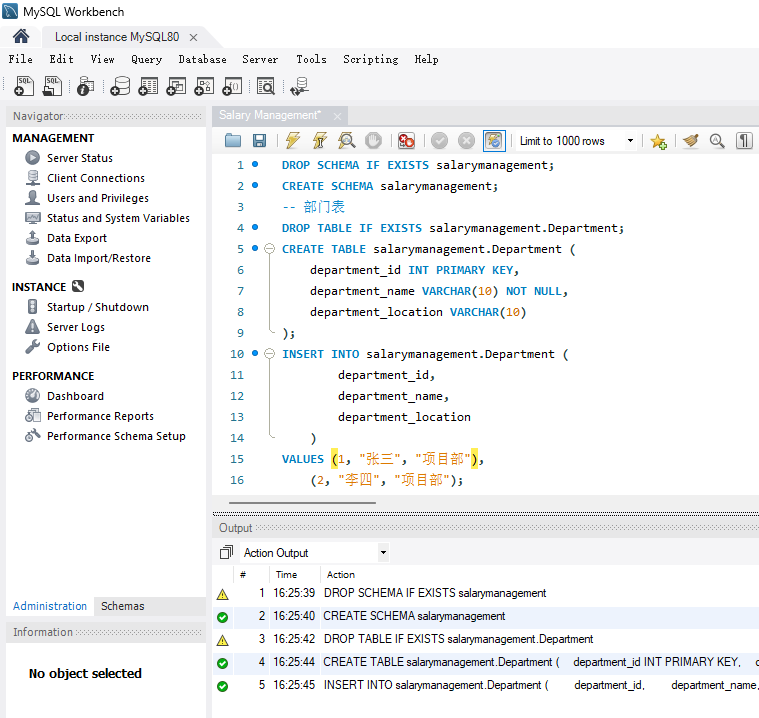 MySQL Workbench
Local instance MySQL80 ×
File Edit View Query Database Server Tools Scripting Help
Navigator
MANAGEMENT
Server Status
Client Connections
Users and Privileges
Status and System Variables
Data Export
Data Import/Restore
INSTANCE
Startup / Shutdown
Server Logs
Options File
PERFORMANCE
Dashboard
Performance Reports
Performance Schema Setup
Administration Schemas
Information
No object selected
Salary Management* ×
Limit to 1000 rows
1 DROP SCHEMA IF EXISTS salarymanagement;
2 CREATE SCHEMA salarymanagement;
3 -- 部门表
4 DROP TABLE IF EXISTS salarymanagement.Department;
5 CREATE TABLE salarymanagement.Department (
6 department_id INT PRIMARY KEY,
7 department_name VARCHAR(10) NOT NULL,
8 department_location VARCHAR(10)
9 );
10 INSERT INTO salarymanagement.Department (
11 department_id,
12 department_name,
13 department_location
14 )
15 VALUES (1, "张三", "项目部"),
16 (2, "李四", "项目部");
Output
Action Output
# Time Action
1 16:25:39 DROP SCHEMA IF EXISTS salarymanagement
2 16:25:40 CREATE SCHEMA salarymanagement
3 16:25:42 DROP TABLE IF EXISTS salarymanagement.Department
4 16:25:44 CREATE TABLE salarymanagement.Department ( department_id INT PRIMARY KEY,
5 16:25:45 INSERT INTO salarymanagement.Department ( department_id, department_name,